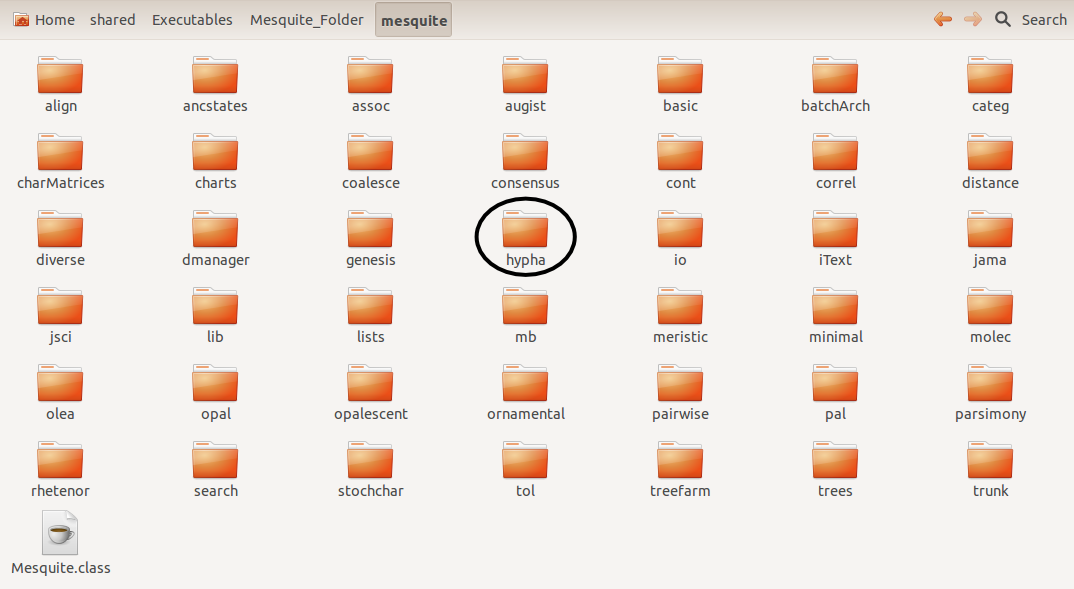 Home shared Executables Mesquite_Folder mesquite Search
align ancstates assoc augist basic batchArch categ
charMatrices charts coalesce consensus cont correl distance
diverse dmanager genesis hypha io iText jama
jsci lib lists mb meristic minimal molec
olea opal opalescent ornamental pairwise pal parsimony
rhetenor search stochchar tol treefarm trees trunk
Mesquite.class